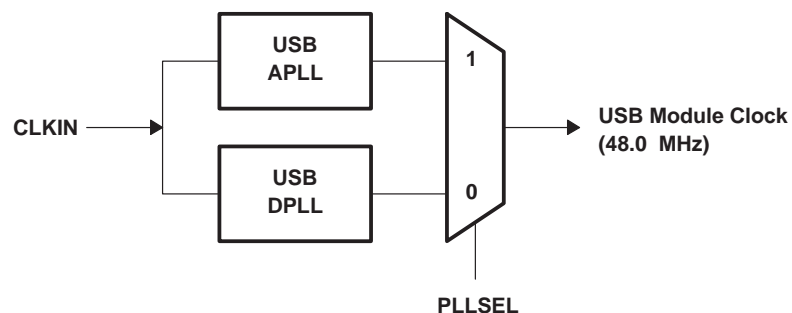 USB
APLL
1
CLKIN
USB Module Clock
(48.0 MHz)
USB
DPLL
0
PLLSEL